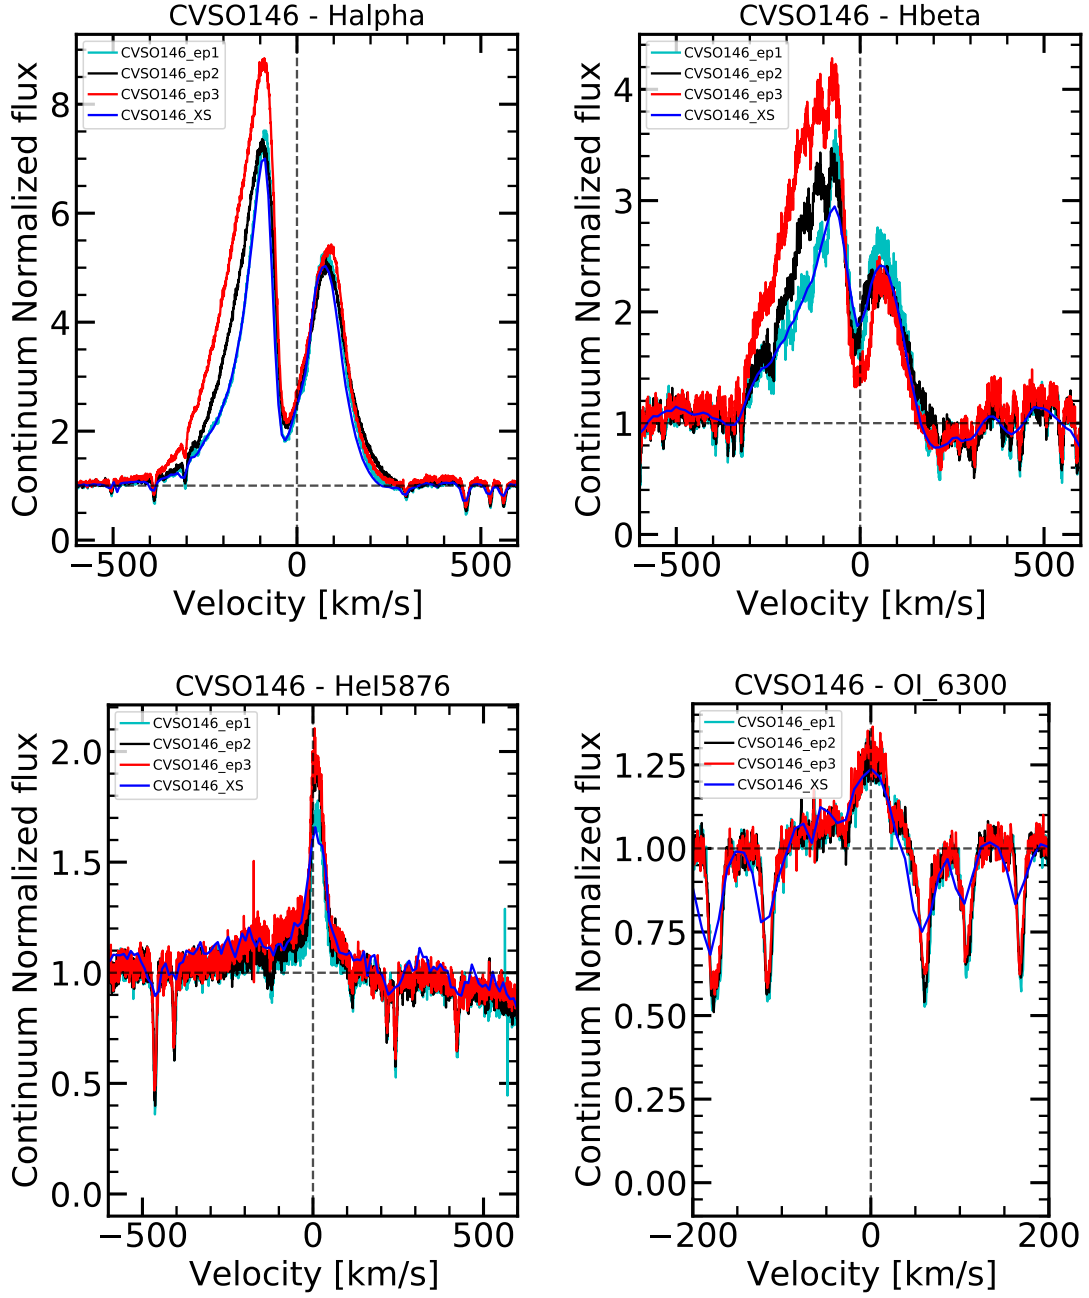 CVSO146 - Halpha
CVSO146_ep1
CVSO146_ep2
CVSO146_ep3
CVSO146_XS
Continuum Normalized flux
8
6
4
2
0
−500 0 500
Velocity [km/s]
CVSO146 - Hbeta
CVSO146_ep1
CVSO146_ep2
CVSO146_ep3
CVSO146_XS
Continuum Normalized flux
4
3
2
1
0
−500 0 500
Velocity [km/s]
CVSO146 - HeI5876
CVSO146_ep1
CVSO146_ep2
CVSO146_ep3
CVSO146_XS
Continuum Normalized flux
2.0
1.5
1.0
0.5
0.0
−500 0 500
Velocity [km/s]
CVSO146 - OI_6300
CVSO146_ep1
CVSO146_ep2
CVSO146_ep3
CVSO146_XS
Continuum Normalized flux
1.25
1.00
0.75
0.50
0.25
0.00
−200 0 200
Velocity [km/s]